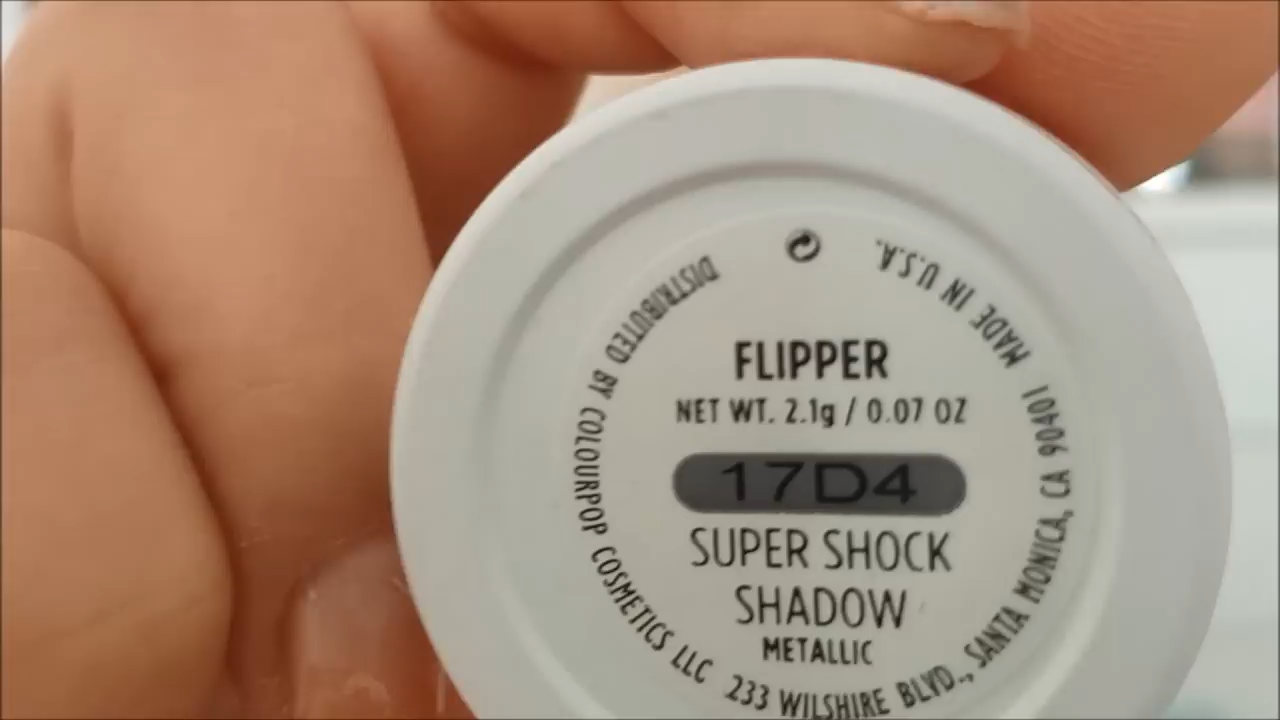 FLIPPER
NET WT. 2.1g / 0.07 OZ
17D4
SUPER SHOCK
SHADOW
METALLIC
DISTRIBUTED BY COLOURPOP COSMETICS LLC 233 WILSHIRE BLVD., SANTA MONICA, CA 90401 MADE IN U.S.A.